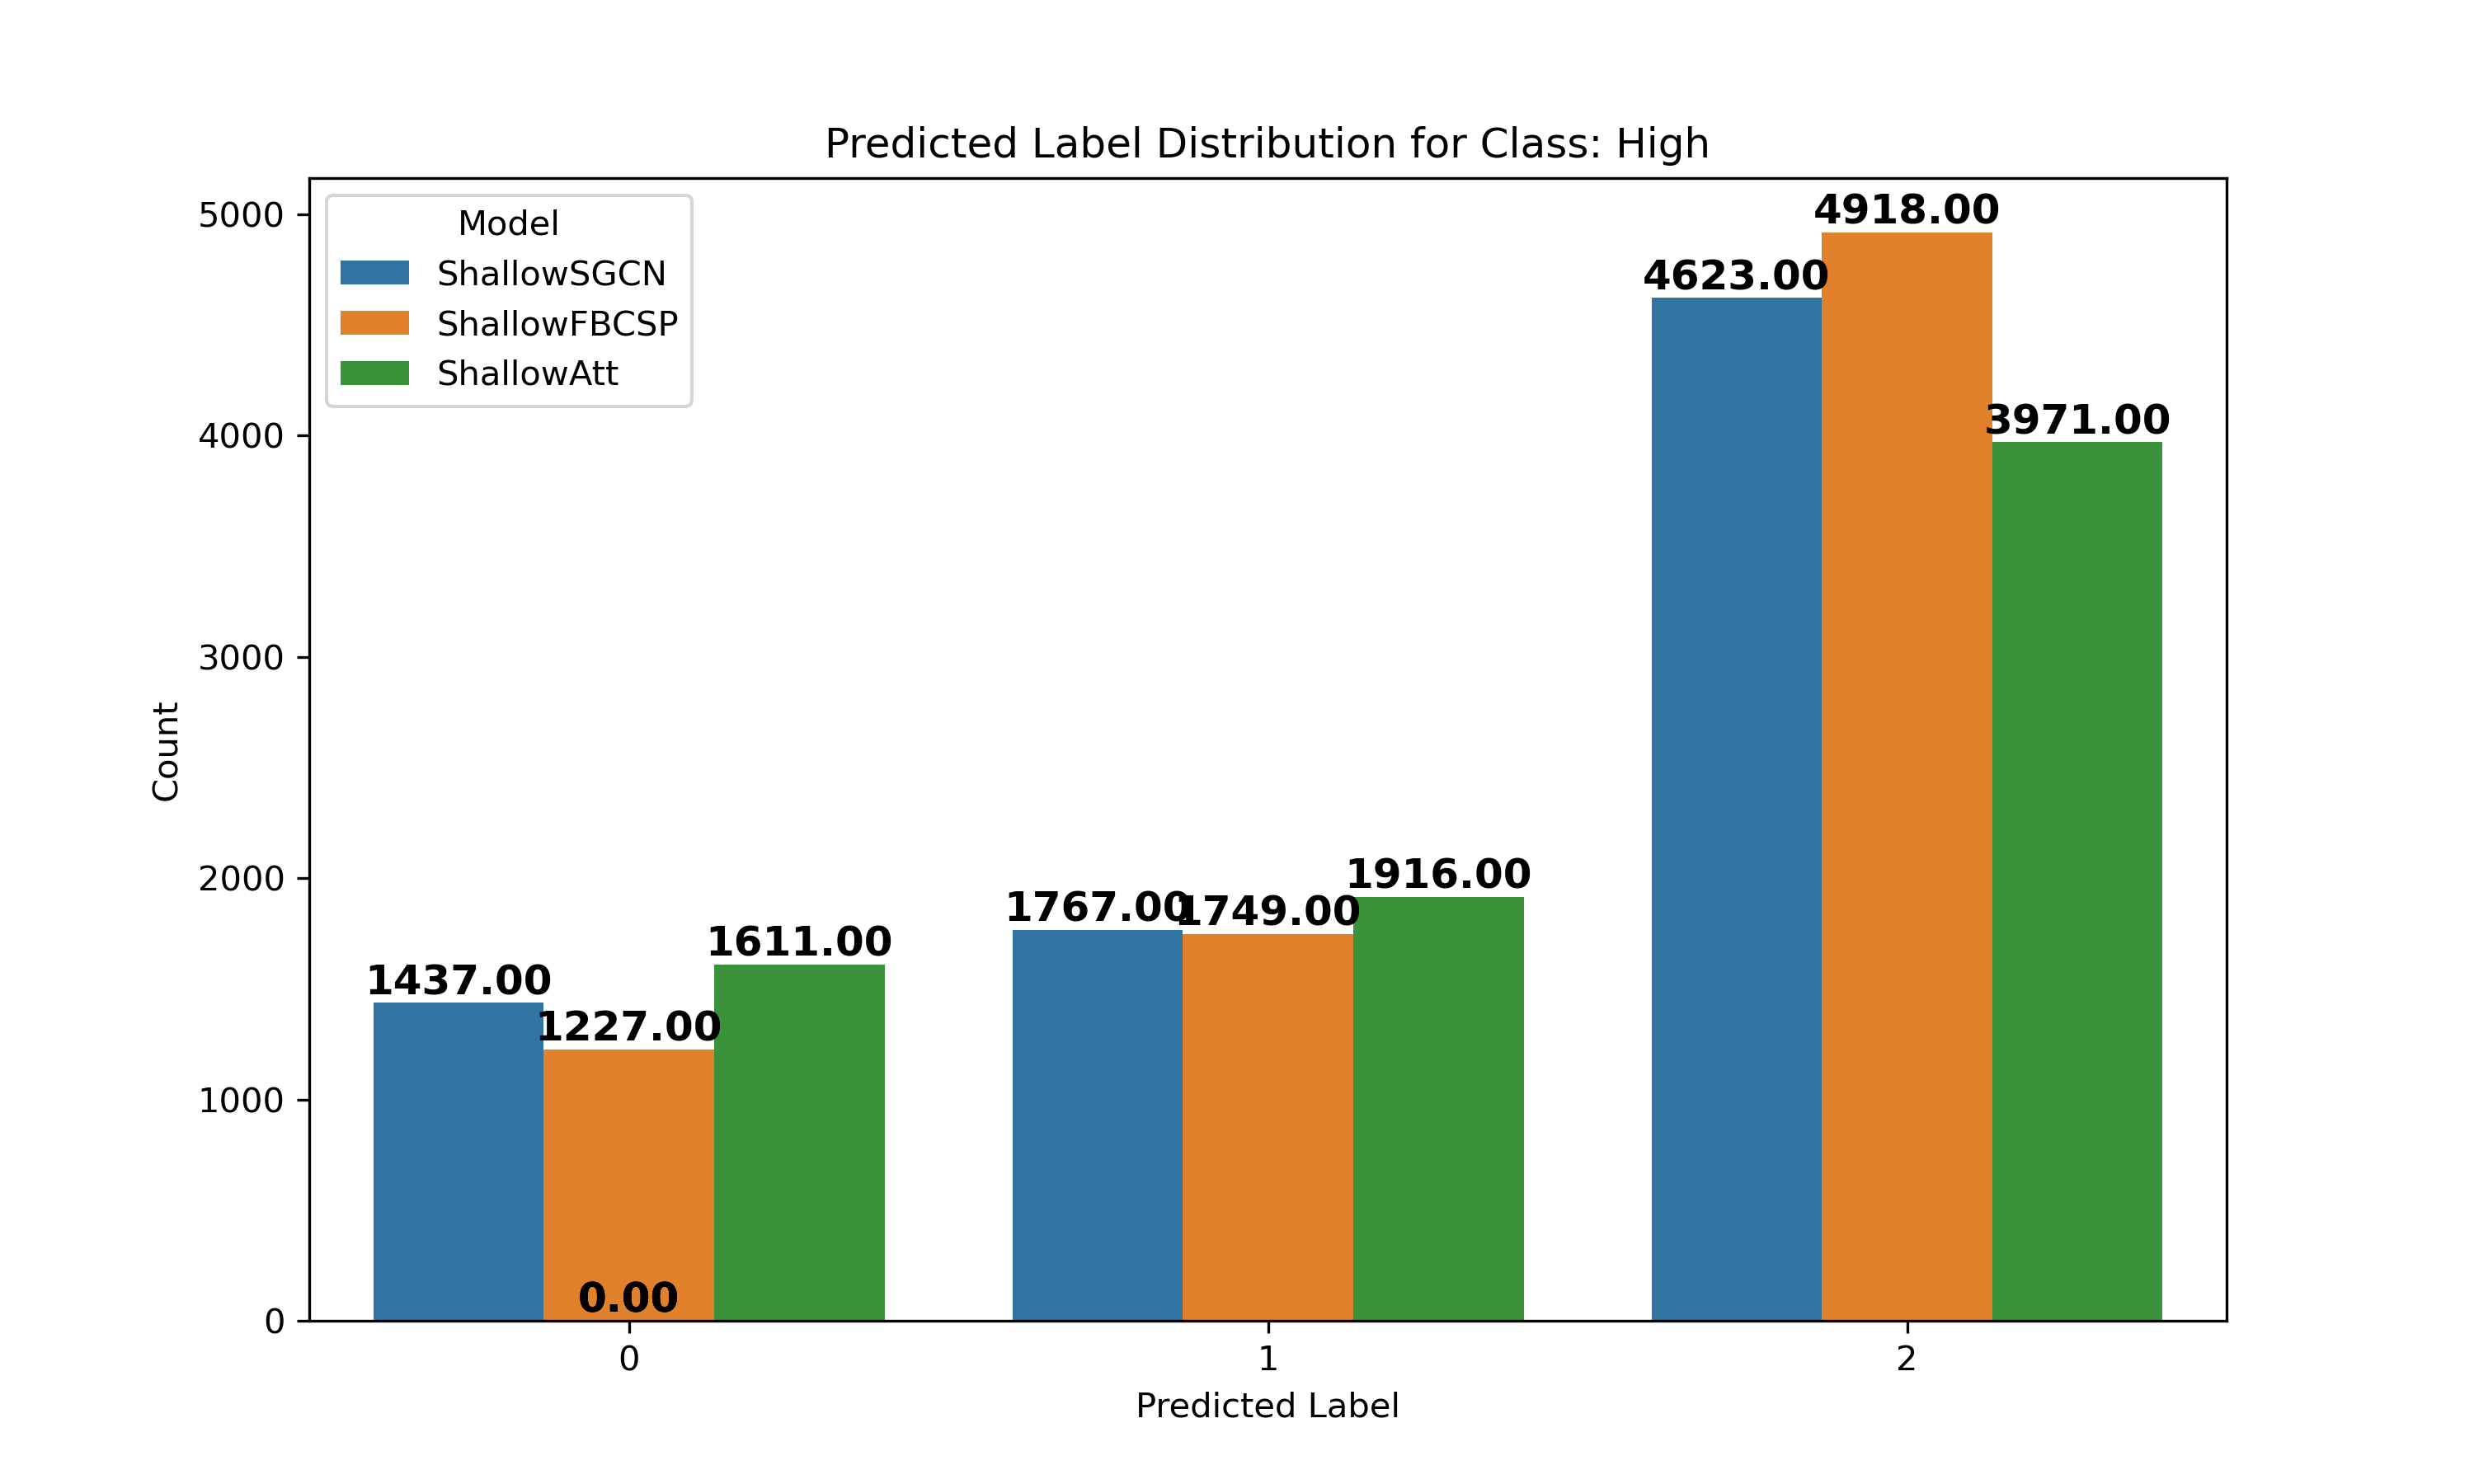 Predicted Label Distribution for Class: High
Model
ShallowSGCN
ShallowFBCSP
ShallowAtt
5000
4000
3000
2000
1000
0
Count
1437.00
1227.00
1611.00
0.00
1767.00
1749.00
1916.00
4623.00
4918.00
3971.00
0
1
2
Predicted Label